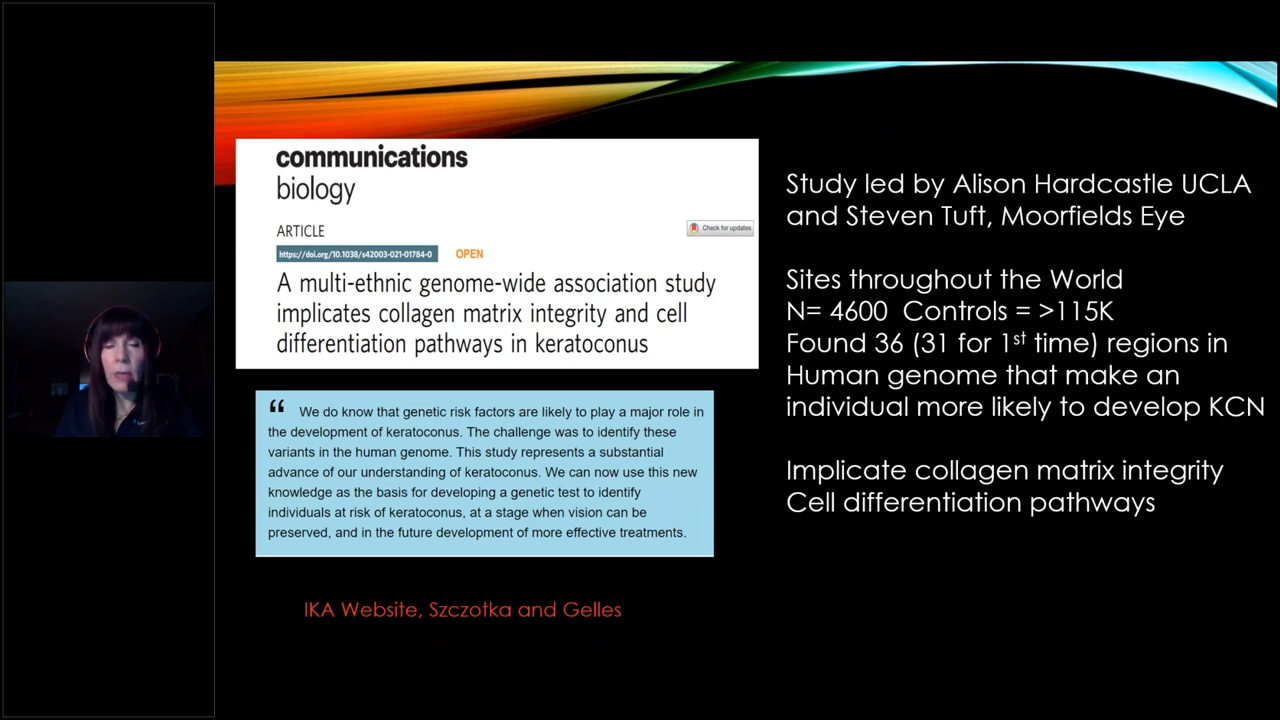 communications
biology
ARTICLE
Check for updates
https://doi.org/10.1038/s42003-021-01784-0 OPEN
A multi-ethnic genome-wide association study
implicates collagen matrix integrity and cell
differentiation pathways in keratoconus
“ We do know that genetic risk factors are likely to play a major role in
the development of keratoconus. The challenge was to identify these
variants in the human genome. This study represents a substantial
advance of our understanding of keratoconus. We can now use this new
knowledge as the basis for developing a genetic test to identify
individuals at risk of keratoconus, at a stage when vision can be
preserved, and in the future development of more effective treatments.
IKA Website, Szczotka and Gelles
Study led by Alison Hardcastle UCLA
and Steven Tuft, Moorfields Eye
Sites throughout the World
N= 4600 Controls = >115K
Found 36 (31 for 1st time) regions in
Human genome that make an
individual more likely to develop KCN
Implicate collagen matrix integrity
Cell differentiation pathways